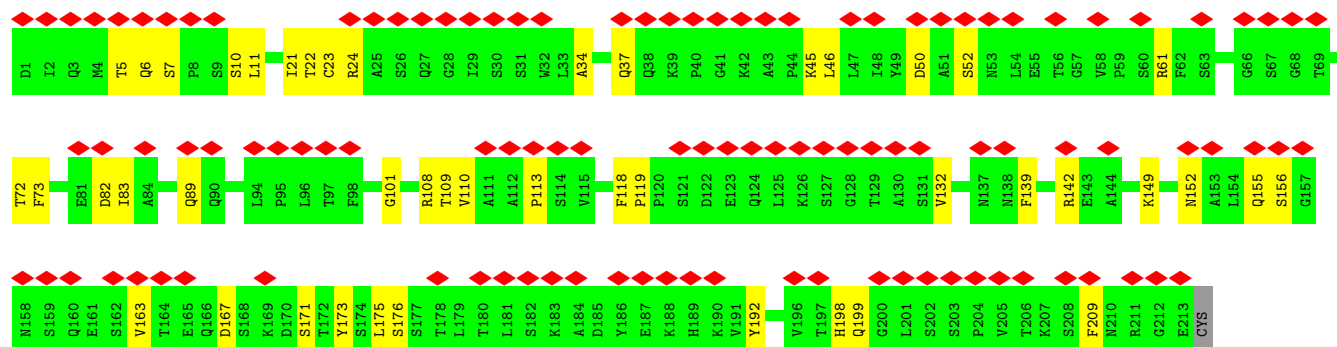 D1 I2 Q3 M4 T5 Q6 S7 P8 S9 S10 L11 I21 T22 C23 R24 A25 S26 Q27 G28 I29 S30 S31 W32 L33 A34 Q37 Q38 K39 P40 G41 K42 A43 P44 K45 L46 L47 I48 Y49 D50 A51 S52 N53 L54 E55 T56 G57 V58 P59 S60 R61 F62 S63 G66 S67 G68 T69
T72 F73 E81 D82 I83 A84 Q89 Q90 L94 P95 L96 T97 F98 G101 R108 T109 V110 A111 A112 P113 S114 V115 F118 P119 P120 S121 D122 E123 Q124 L125 K126 S127 G128 T129 A130 S131 V132 N137 N138 F139 R142 E143 A144 K149 N152 A153 L154 Q155 S156 G157
N158 S159 Q160 E161 S162 V163 T164 E165 Q166 D167 S168 K169 D170 S171 T172 Y173 S174 L175 S176 S177 T178 L179 T180 L181 S182 K183 A184 D185 Y186 E187 K188 H189 K190 V191 Y192 V196 T197 H198 Q199 G200 L201 S202 S203 P204 V205 T206 K207 S208 F209 N210 R211 G212 E213 CYS